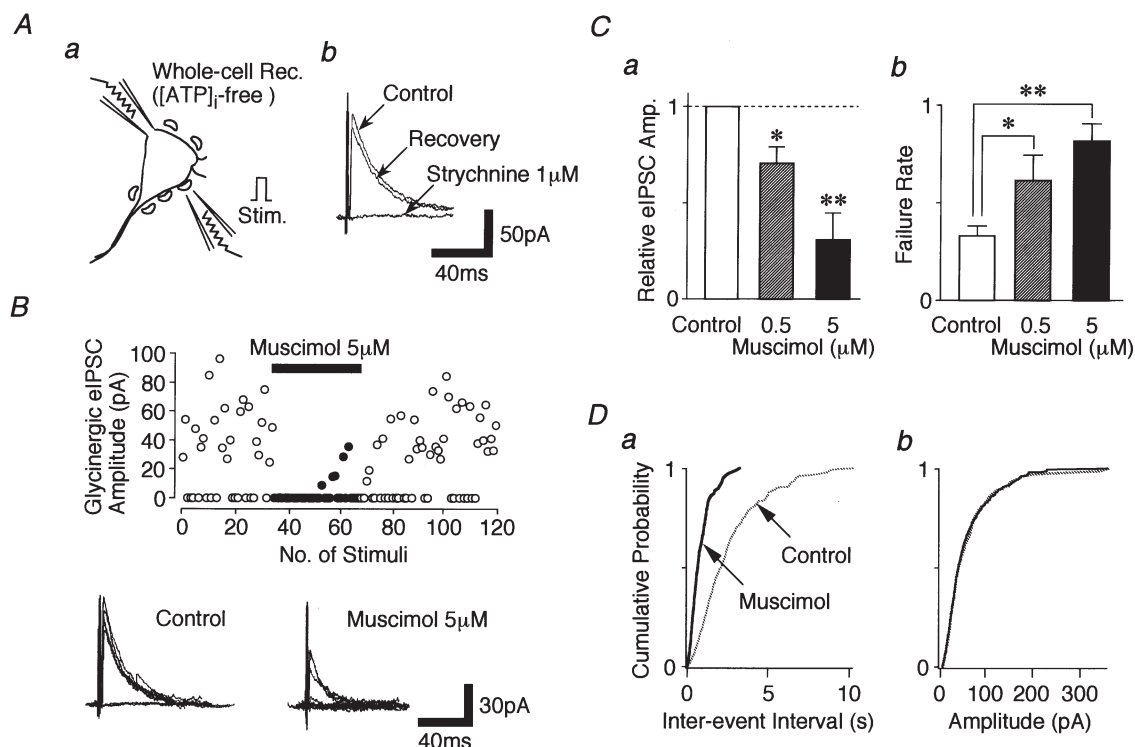 A
a
Whole-cell Rec.
([ATP]i-free )
Stim.
b
Control
Recovery
Strychnine 1μM
50pA
40ms
B
Glycinergic eIPSC
Amplitude (pA)
100
80
60
40
20
0
Muscimol 5μM
0 20 40 60 80 100 120
No. of Stimuli
Control
Muscimol 5μM
30pA
40ms
C
a
Relative eIPSC Amp.
1
0
*
**
Control 0.5 5
Muscimol (μM)
b
Failure Rate
1
0
*
**
Control 0.5 5
Muscimol (μM)
D
a
Cumulative Probability
1
0
Control
Muscimol
0 5 10
Inter-event Interval (s)
b
1
0
0 100 200 300
Amplitude (pA)